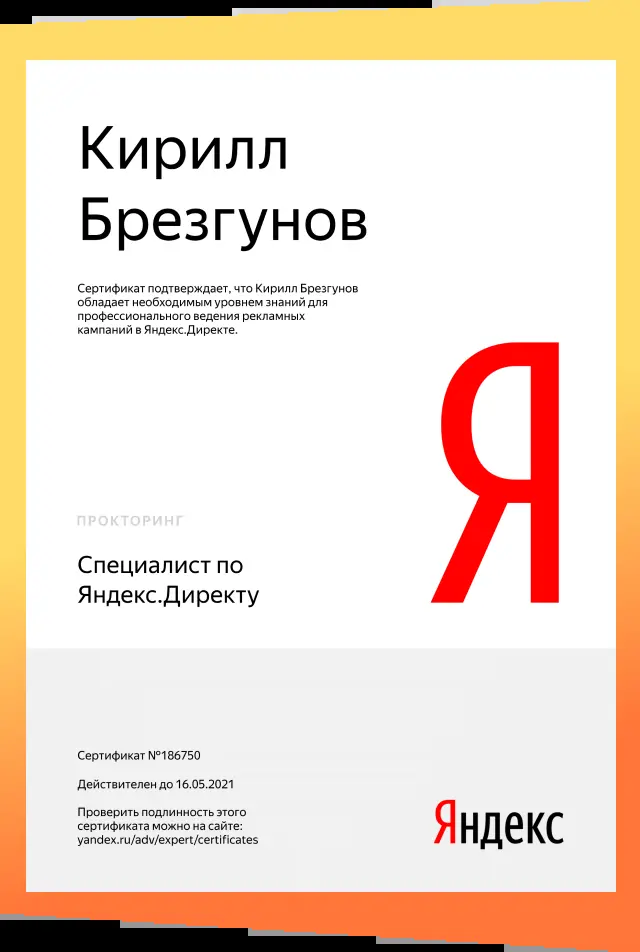 Кирилл
Брезгунов
Сертификат подтверждает, что Кирилл Брезгунов
обладает необходимым уровнем знаний для
профессионального ведения рекламных
кампаний в Яндекс.Директе.
Я
ПРОКТОРИНГ
Специалист по
Яндекс.Директу
Сертификат №186750
Действителен до 16.05.2021
Проверить подлинность этого
сертификата можно на сайте:
yandex.ru/adv/expert/certificates
Яндекс